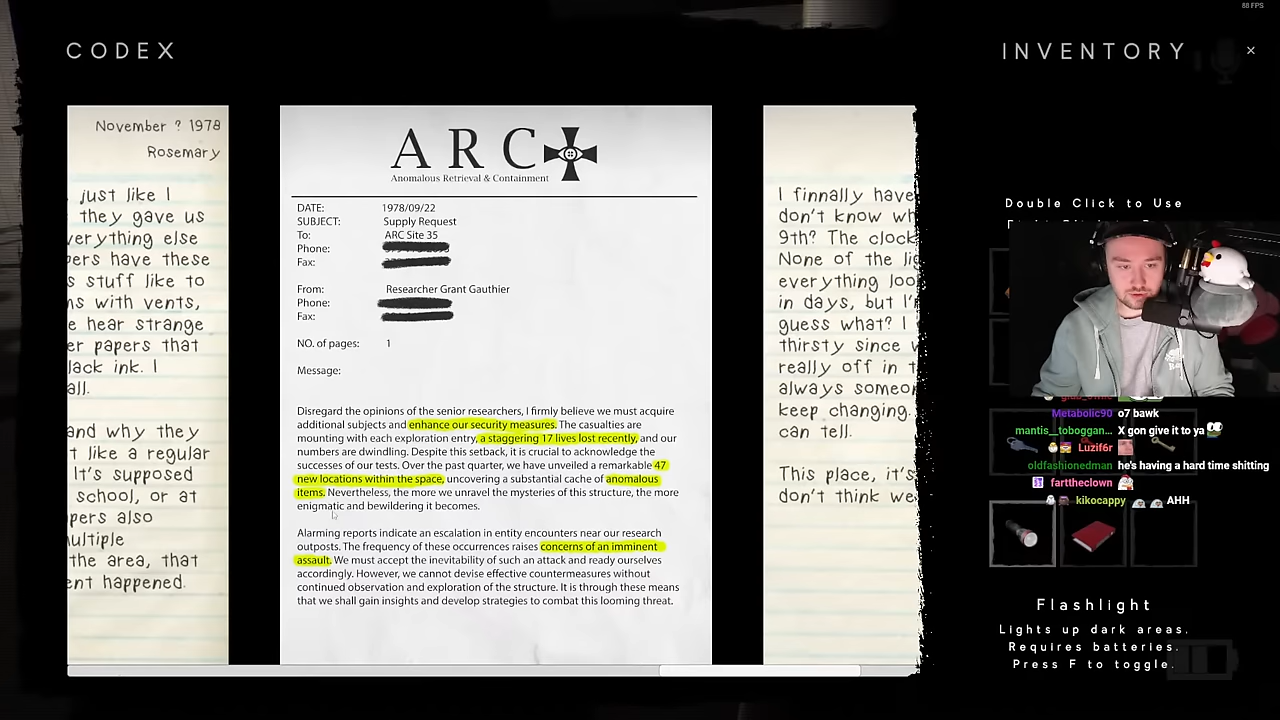 88 FPS
CODEX
INVENTORY
×
November ? 1978
Rosemary
just like I
they gave us
verything else
pers have these
s stuff like to
ns with vents,
e hear strange
er papers that
lack ink. I
all.
and why they
t like a regular
It's supposed
school, or at
pers also
ultiple
the area, that
ent happened.
ARC
Anomalous Retrieval & Containment
DATE: 1978/09/22
SUBJECT: Supply Request
To: ARC Site 35
Phone:
Fax:
From: Researcher Grant Gauthier
Phone:
Fax:
NO. of pages: 1
Message:
Disregard the opinions of the senior researchers, I firmly believe we must acquire
additional subjects and enhance our security measures. The casualties are
mounting with each exploration entry, a staggering 17 lives lost recently, and our
numbers are dwindling. Despite this setback, it is crucial to acknowledge the
successes of our tests. Over the past quarter, we have unveiled a remarkable 47
new locations within the space, uncovering a substantial cache of anomalous
items. Nevertheless, the more we unravel the mysteries of this structure, the more
enigmatic and bewildering it becomes.
Alarming reports indicate an escalation in entity encounters near our research
outposts. The frequency of these occurrences raises concerns of an imminent
assault. We must accept the inevitability of such an attack and ready ourselves
accordingly. However, we cannot devise effective countermeasures without
continued observation and exploration of the structure. It is through these means
that we shall gain insights and develop strategies to combat this looming threat.
I finnally have
don't know wh
9th? The clock
None of the li
everything loo
in days, but I'
guess what? I
thirsty since
really off in t
always someo
keep changing.
can tell.
This place, it's
don't think we
Double Click to Use
Metabolic90 o7 bawk
mantis_toboggan... X gon give it to ya
Luzif6r
oldfashionedman he's having a hard time shitting
farttheclown
kikocappy AHH
Flashlight
Lights up dark areas.
Requires batteries.
Press F to toggle.